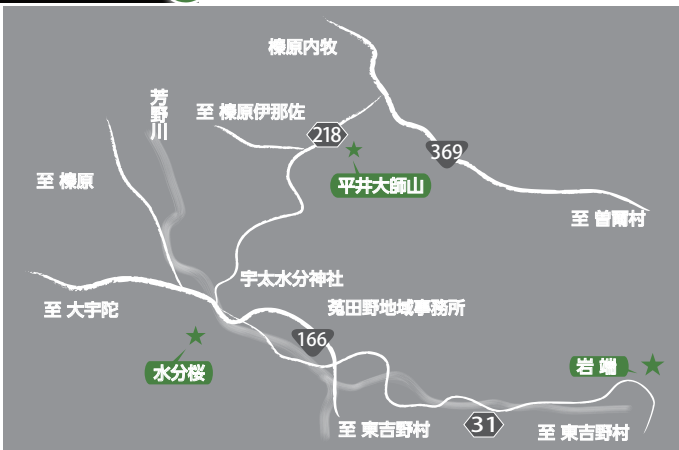 榛原内牧
芳野川
至 榛原伊那佐
218
369
平井大師山
至 榛原
至 曽爾村
宇太水分神社
至 大宇陀
菟田野地域事務所
166
水分桜
岩 端
31
至 東吉野村
至 東吉野村